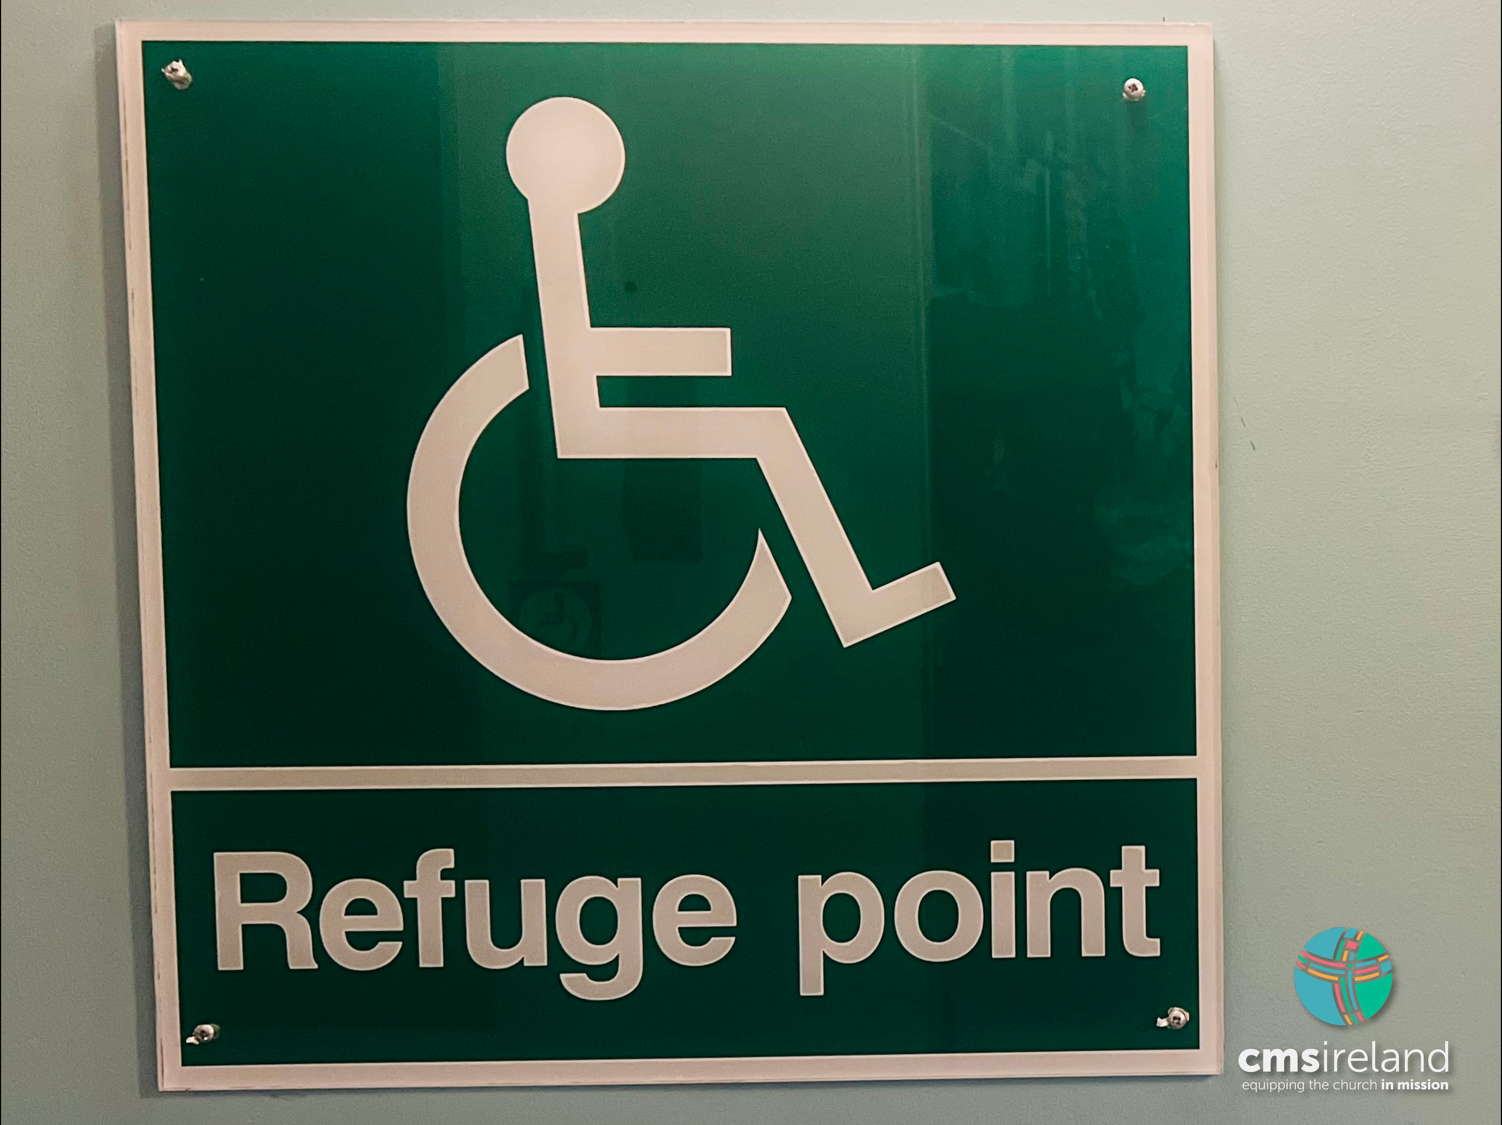 Refuge point
cmsireland
equipping the church in mission